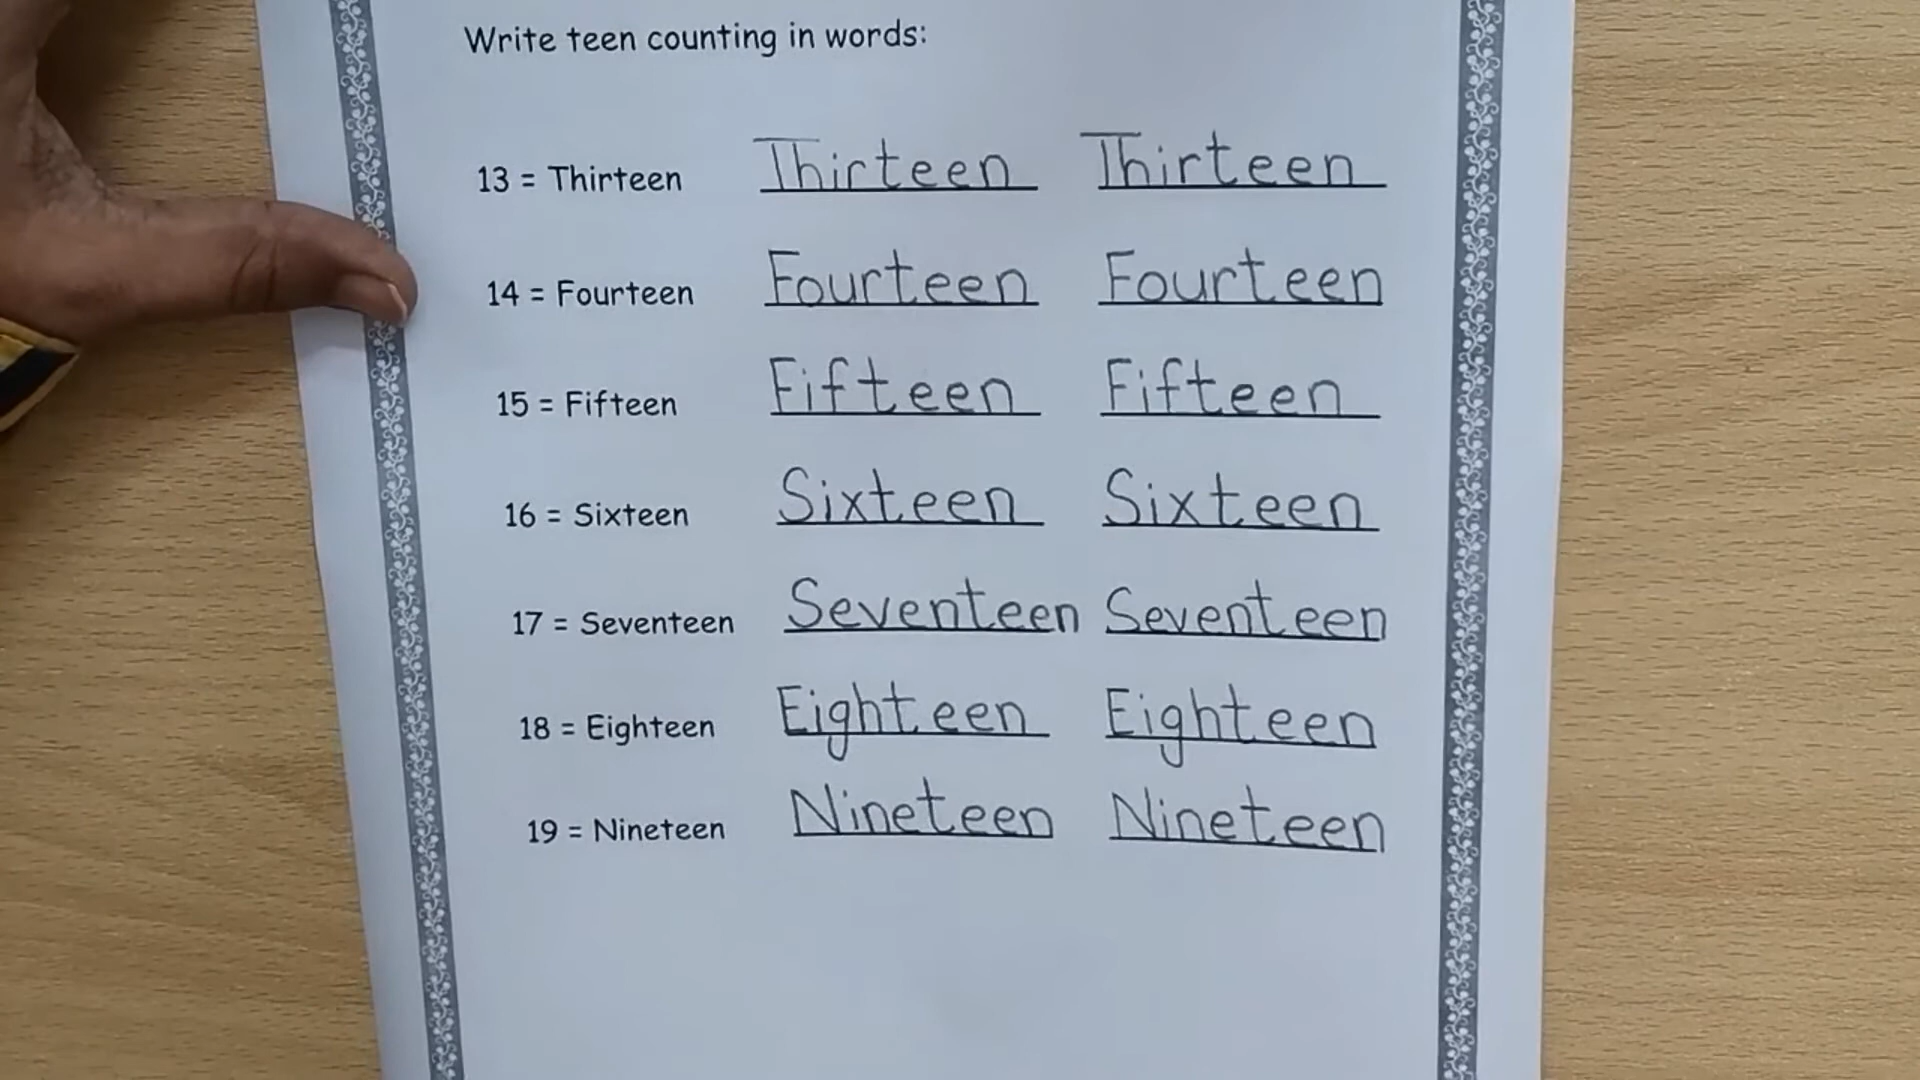 Write teen counting in words:
13 = Thirteen Thirteen Thirteen
14 = Fourteen Fourteen Fourteen
15 = Fifteen Fifteen Fifteen
16 = Sixteen Sixteen Sixteen
17 = Seventeen Seventeen Seventeen
18 = Eighteen Eighteen Eighteen
19 = Nineteen Nineteen Nineteen